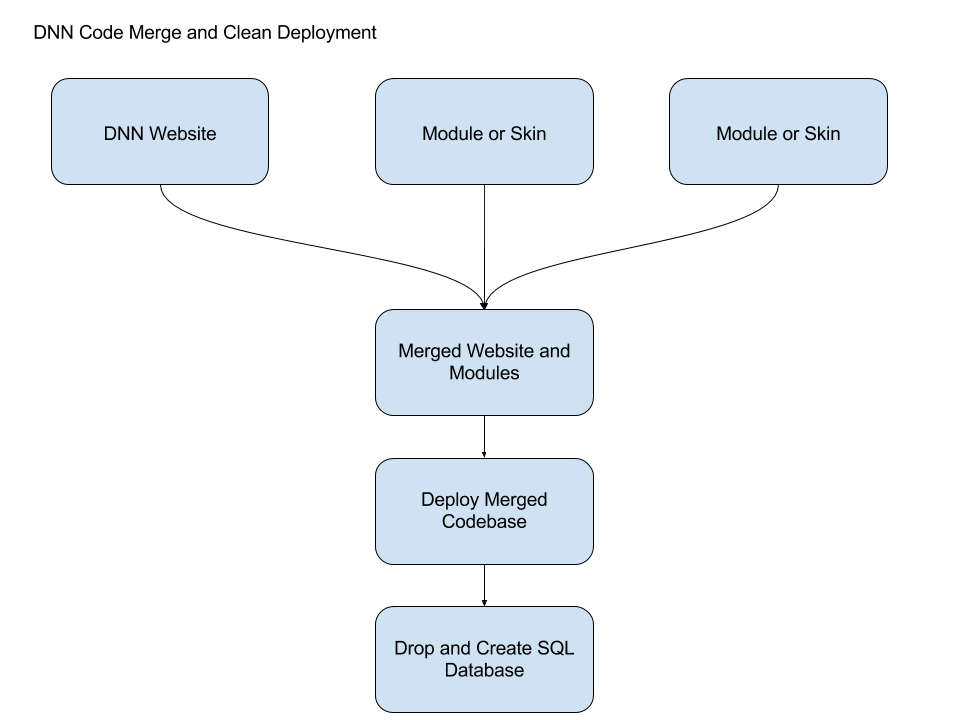 DNN Code Merge and Clean Deployment
DNN Website
Module or Skin
Module or Skin
Merged Website and
Modules
Deploy Merged
Codebase
Drop and Create SQL
Database